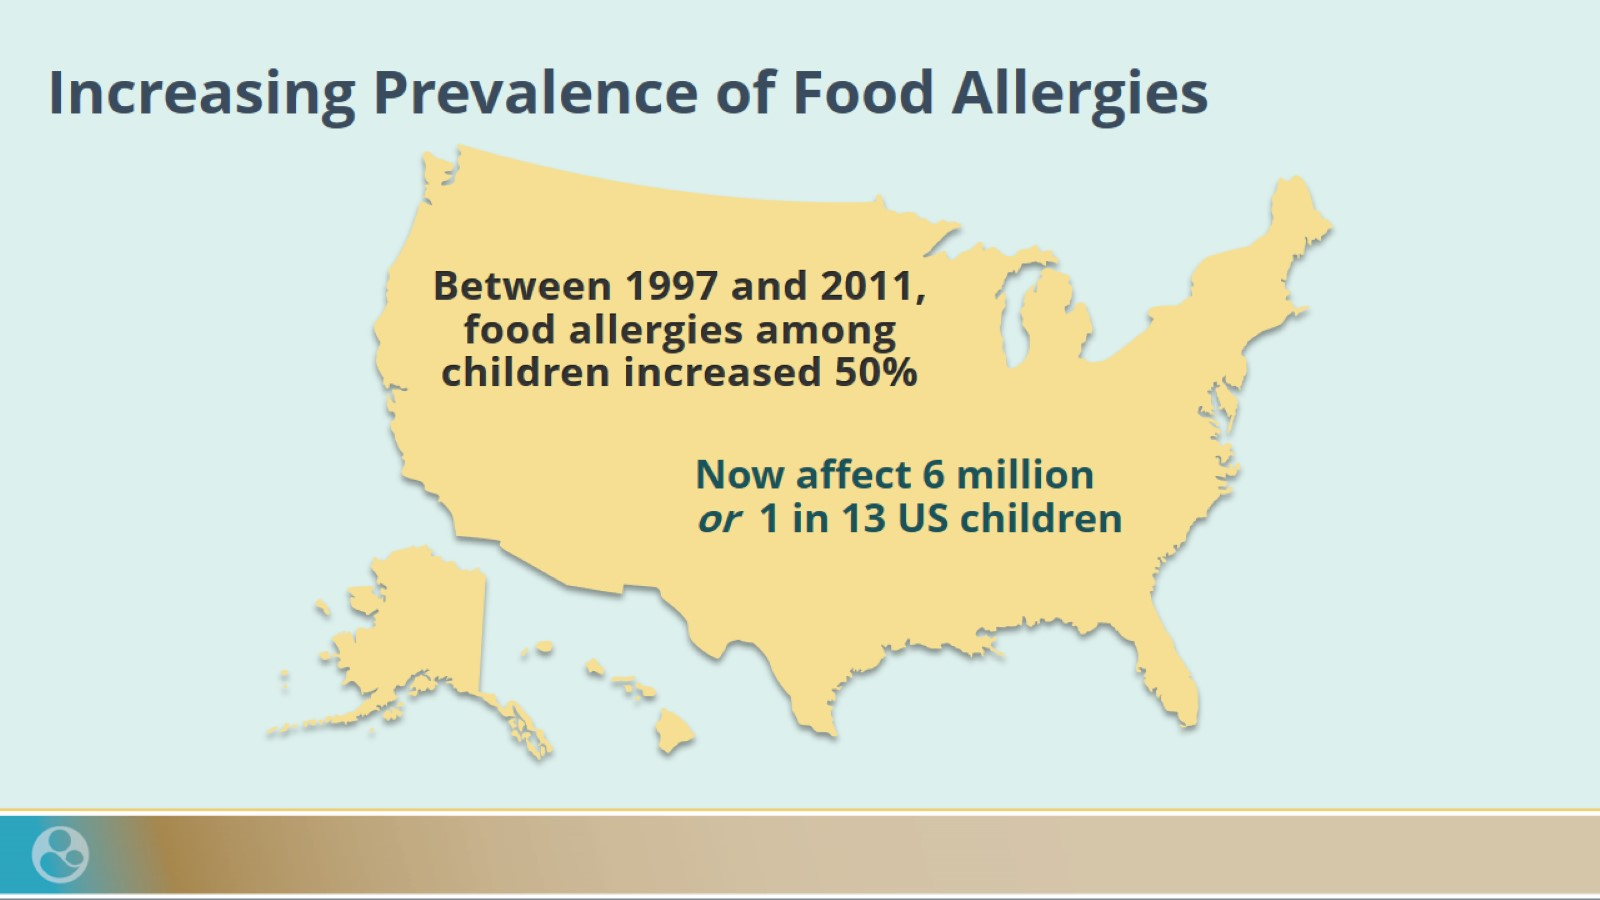 Increasing Prevalence of Food Allergies
Between 1997 and 2011,
food allergies among
children increased 50%
Now affect 6 million
or 1 in 13 US children